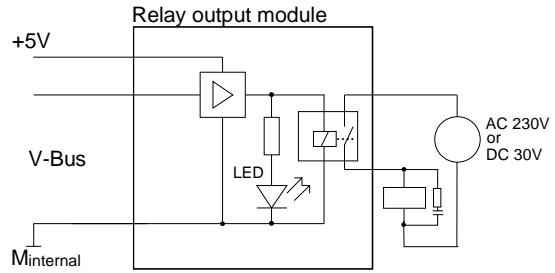 Relay output module
+5V
V-Bus
LED
AC 230V
or
DC 30V
Minternal